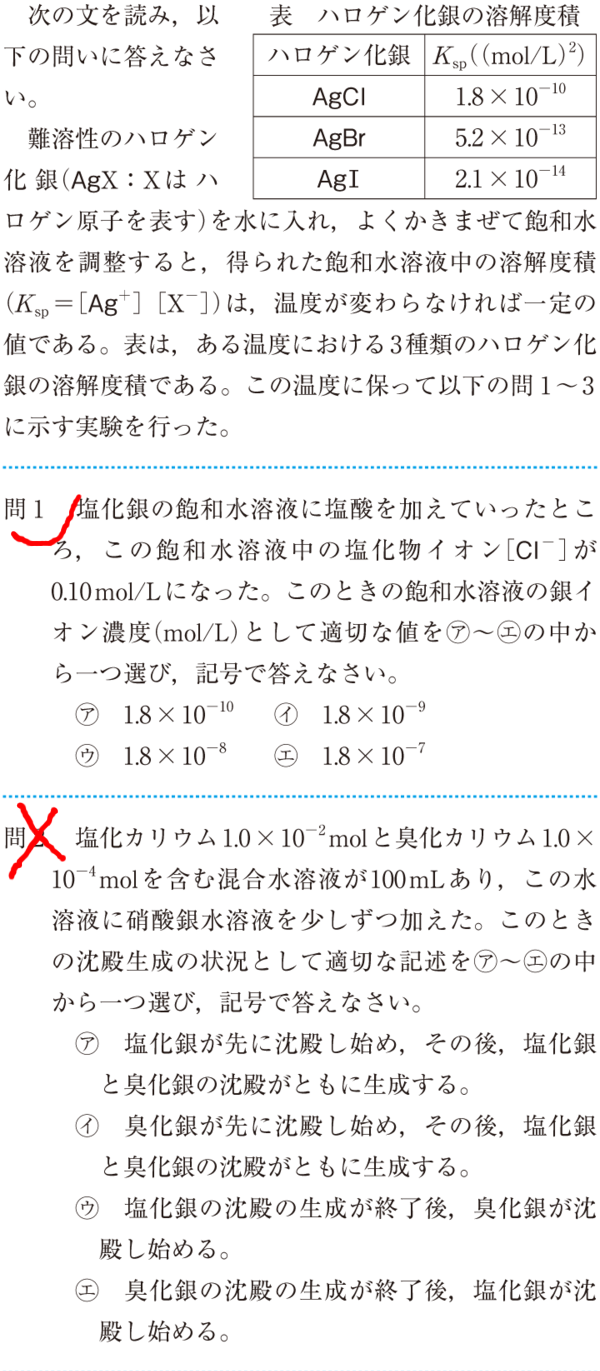 次の文を読み，以
下の問いに答えなさ
い。
難溶性のハロゲン
化銀(AgX：Xはハ
表　ハロゲン化銀の溶解度積
ハロゲン化銀　Ksp((mol/L)²)
AgCl　1.8×10⁻¹⁰
AgBr　5.2×10⁻¹³
AgI　2.1×10⁻¹⁴
ロゲン原子を表す)を水に入れ，よくかきまぜて飽和水
溶液を調整すると，得られた飽和水溶液中の溶解度積
(Ksp＝[Ag⁺][X⁻])は，温度が変わらなければ一定の
値である。表は，ある温度における3種類のハロゲン化
銀の溶解度積である。この温度に保って以下の問1～3
に示す実験を行った。
問1　塩化銀の飽和水溶液に塩酸を加えていったとこ
ろ，この飽和水溶液中の塩化物イオン[Cl⁻]が
0.10mol/Lになった。このときの飽和水溶液の銀イ
オン濃度(mol/L)として適切な値を㋐～㋓の中か
ら一つ選び，記号で答えなさい。
㋐　1.8×10⁻¹⁰　㋑　1.8×10⁻⁹
㋒　1.8×10⁻⁸　㋓　1.8×10⁻⁷
問　塩化カリウム1.0×10⁻²molと臭化カリウム1.0×
10⁻⁴molを含む混合水溶液が100mLあり，この水
溶液に硝酸銀水溶液を少しずつ加えた。このとき
の沈殿生成の状況として適切な記述を㋐～㋓の中
から一つ選び，記号で答えなさい。
㋐　塩化銀が先に沈殿し始め，その後，塩化銀
と臭化銀の沈殿がともに生成する。
㋑　臭化銀が先に沈殿し始め，その後，塩化銀
と臭化銀の沈殿がともに生成する。
㋒　塩化銀の沈殿の生成が終了後，臭化銀が沈
殿し始める。
㋓　臭化銀の沈殿の生成が終了後，塩化銀が沈
殿し始める。